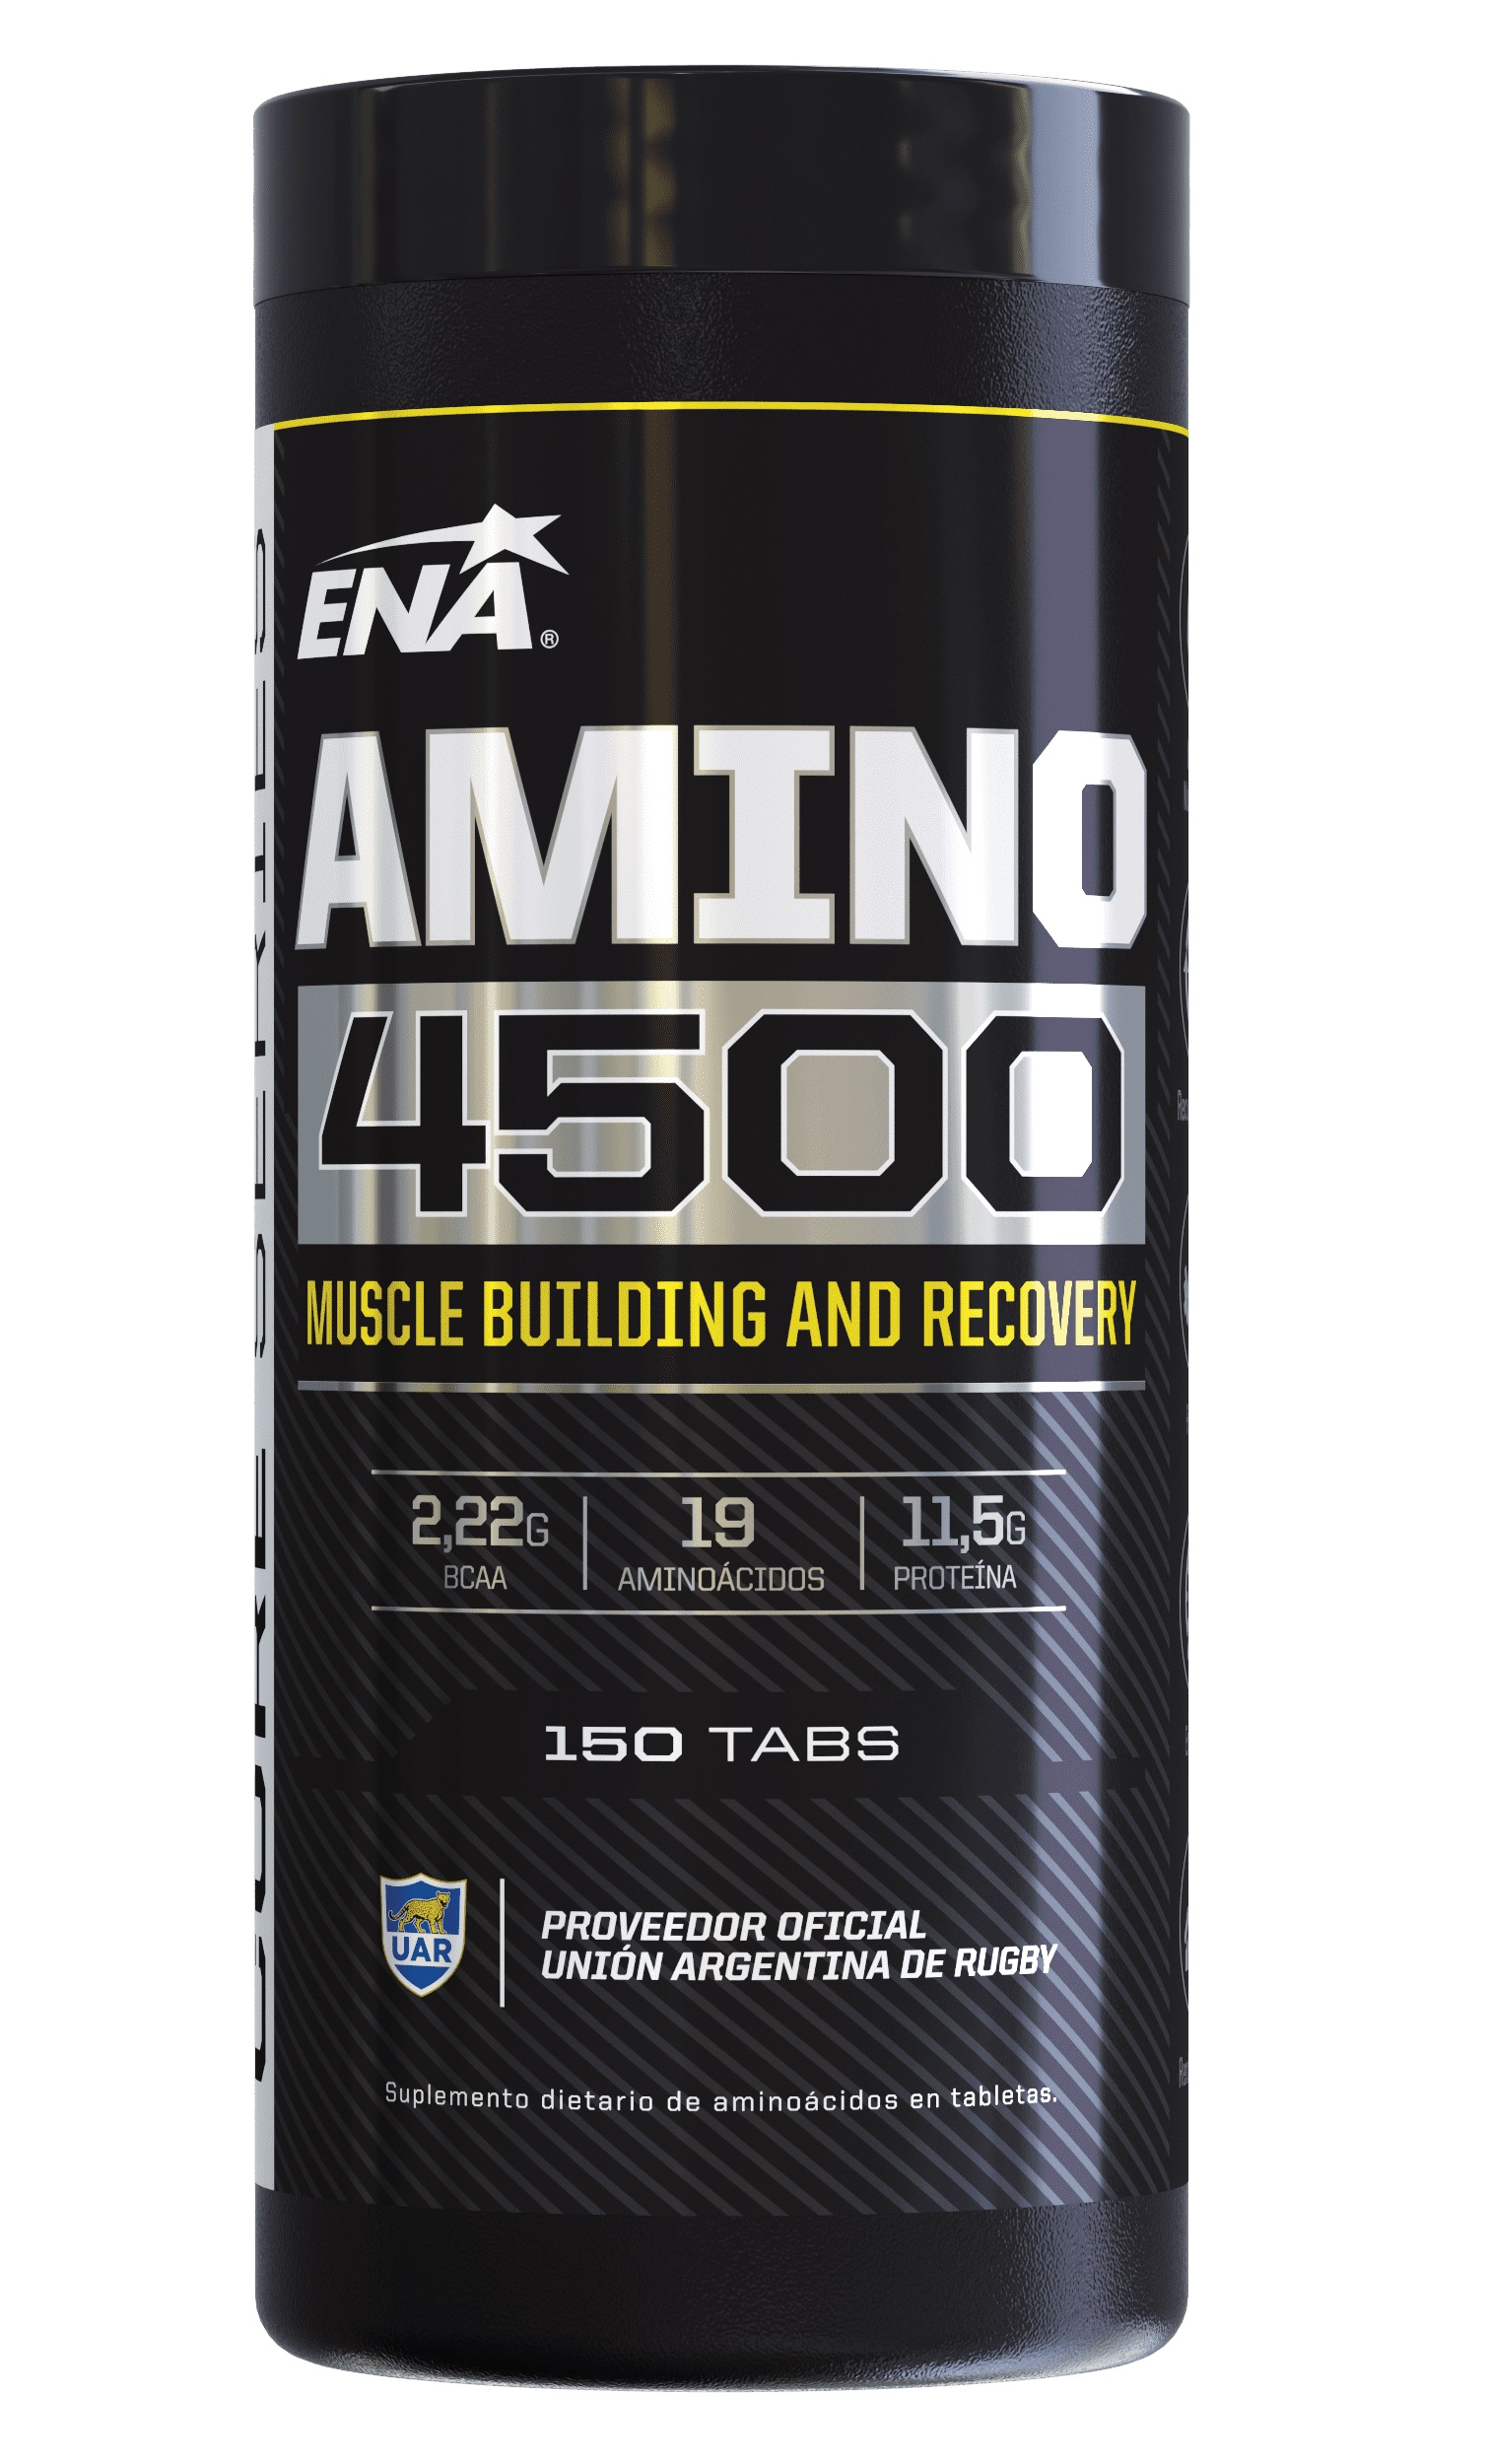 ENA®
AMINO
4500
MUSCLE BUILDING AND RECOVERY
2,22G
BCAA
19
AMINOÁCIDOS
11,5G
PROTEÍNA
150 TABS
UAR
PROVEEDOR OFICIAL
UNIÓN ARGENTINA DE RUGBY
Suplemento dietario de aminoácidos en tabletas.